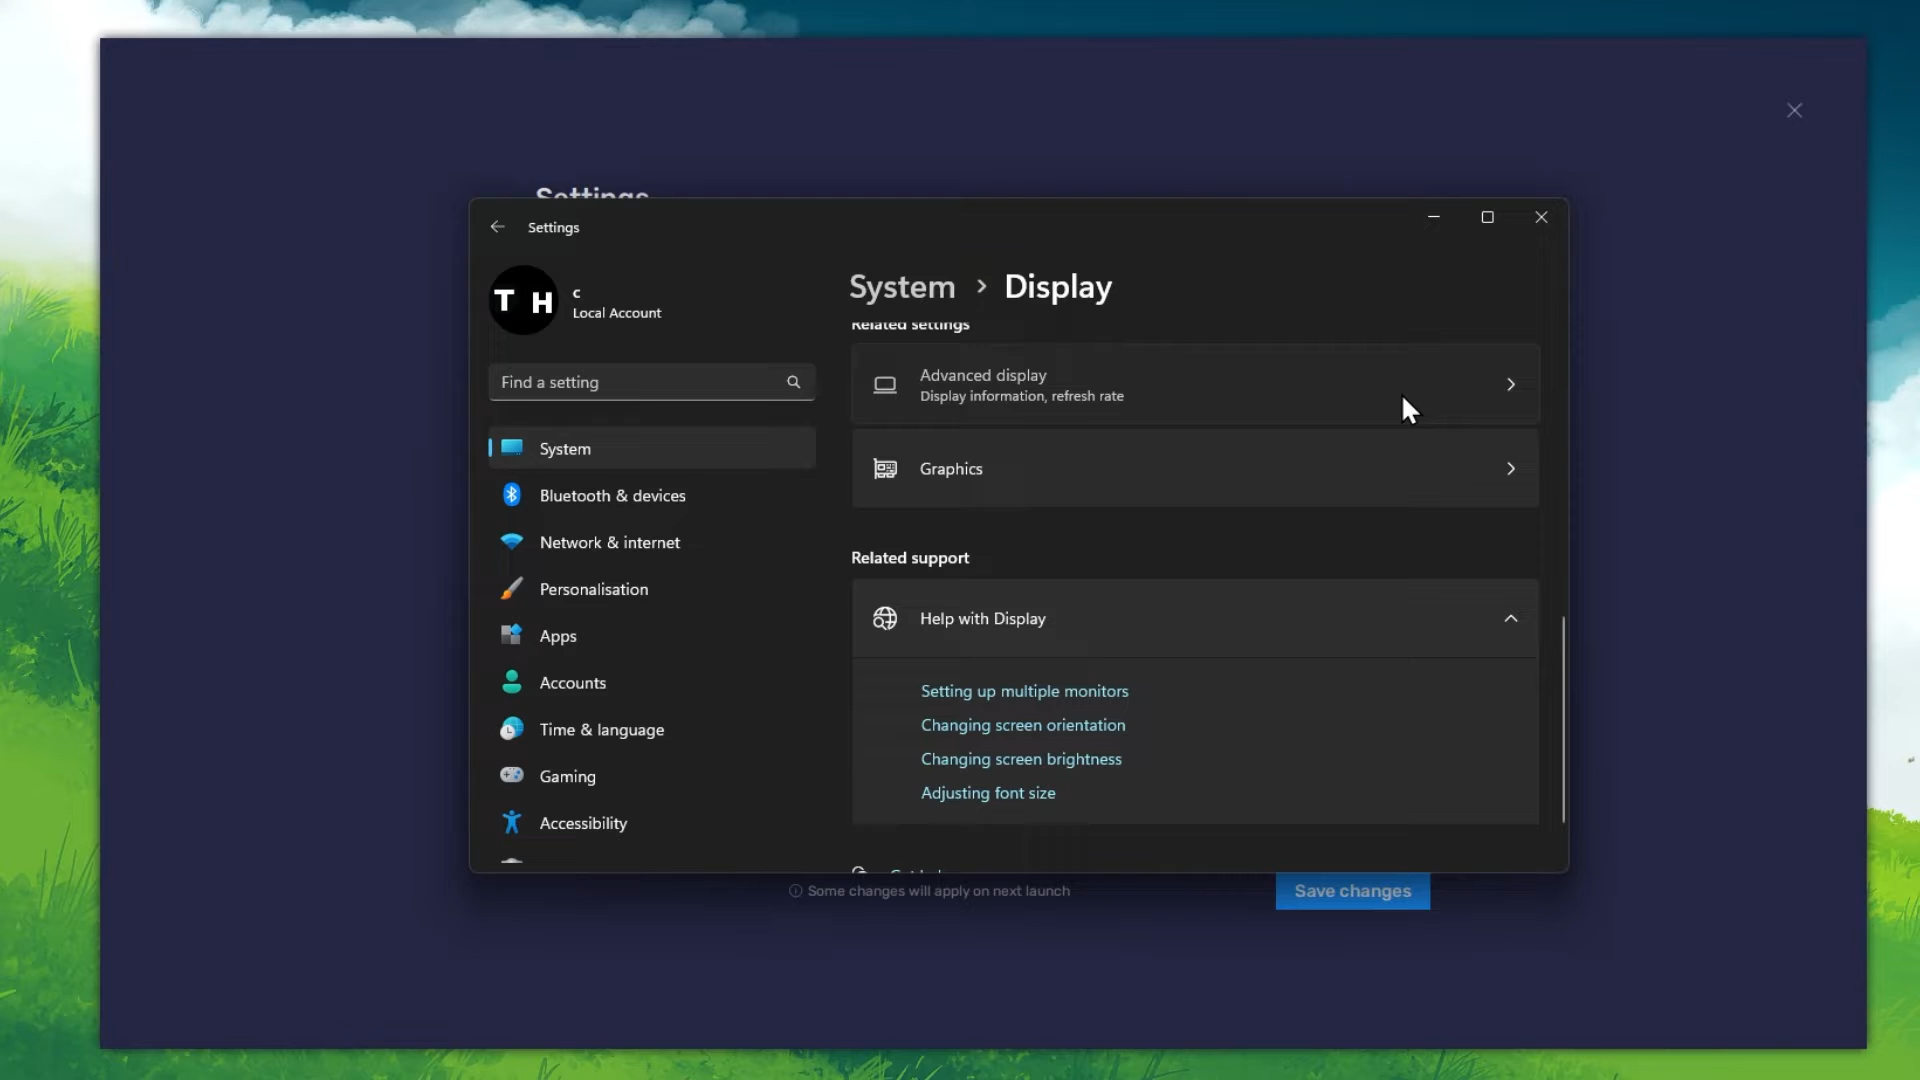 Settings
Settings
T H
c
Local Account
Find a setting
System
Bluetooth & devices
Network & internet
Personalisation
Apps
Accounts
Time & language
Gaming
Accessibility
System > Display
Related settings
Advanced display
Display information, refresh rate
Graphics
Related support
Help with Display
Setting up multiple monitors
Changing screen orientation
Changing screen brightness
Adjusting font size
Some changes will apply on next launch
Save changes